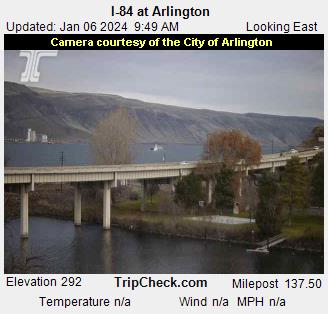 I-84 at Arlington
Updated: Jan 06 2024 9:49 AM Looking East
Camera courtesy of the City of Arlington
Elevation 292 TripCheck.com Milepost 137.50
Temperature n/a Wind n/a MPH n/a